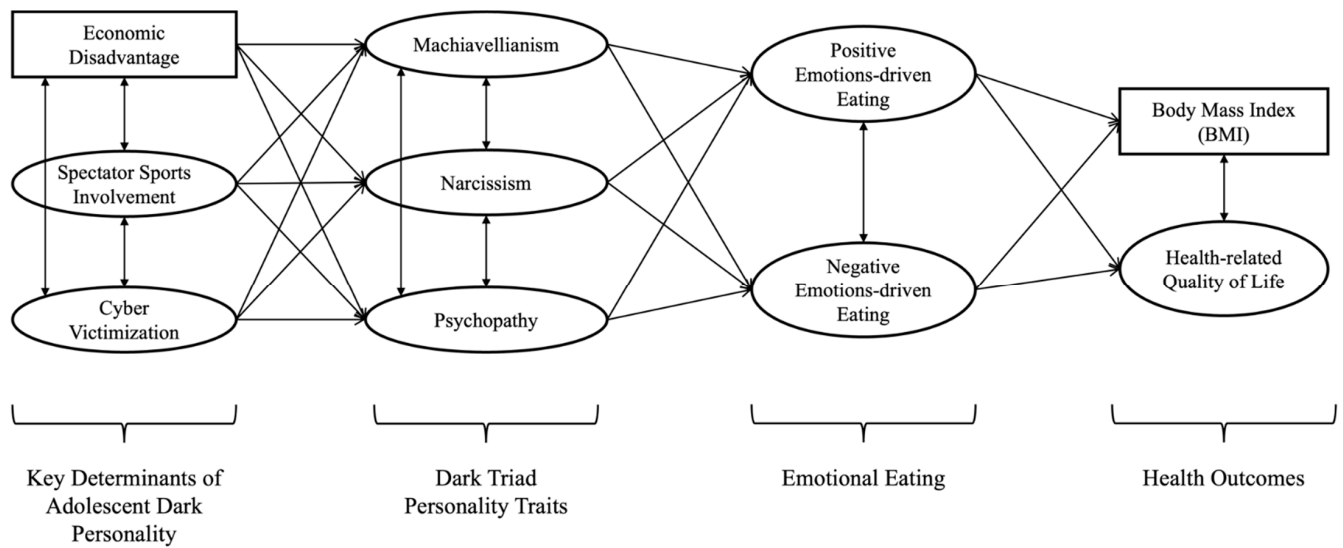 Economic
Disadvantage
Spectator Sports
Involvement
Cyber
Victimization
Machiavellianism
Narcissism
Psychopathy
Positive
Emotions-driven
Eating
Negative
Emotions-driven
Eating
Body Mass Index
(BMI)
Health-related
Quality of Life
Key Determinants of
Adolescent Dark
Personality
Dark Triad
Personality Traits
Emotional Eating
Health Outcomes